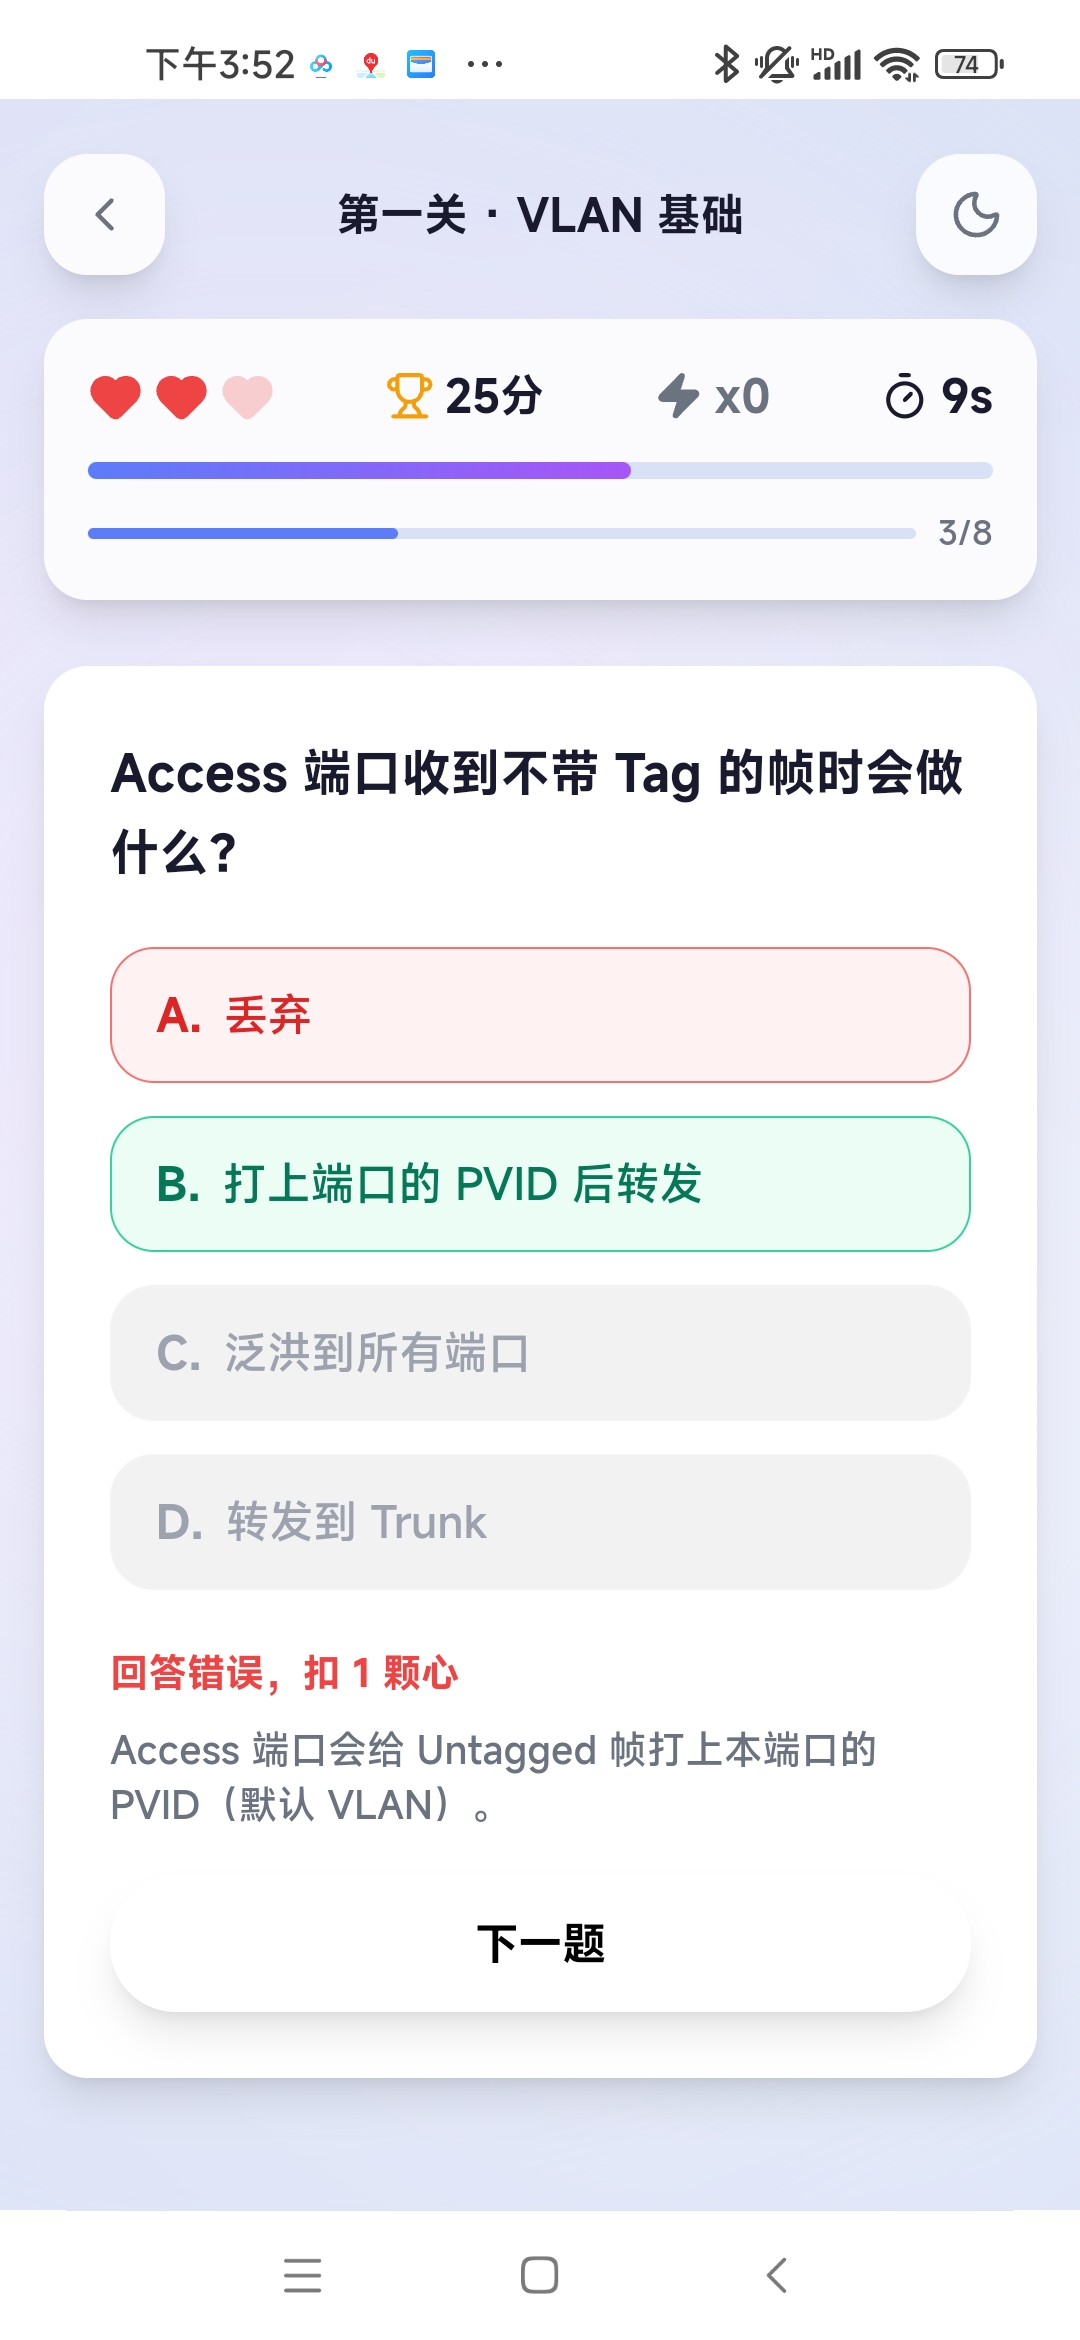 下午3:52
HD
74
第一关 · VLAN 基础
25分
x0
9s
3/8
Access 端口收到不带 Tag 的帧时会做
什么?
A. 丢弃
B. 打上端口的 PVID 后转发
C. 泛洪到所有端口
D. 转发到 Trunk
回答错误，扣 1 颗心
Access 端口会给 Untagged 帧打上本端口的
PVID（默认 VLAN）。
下一题